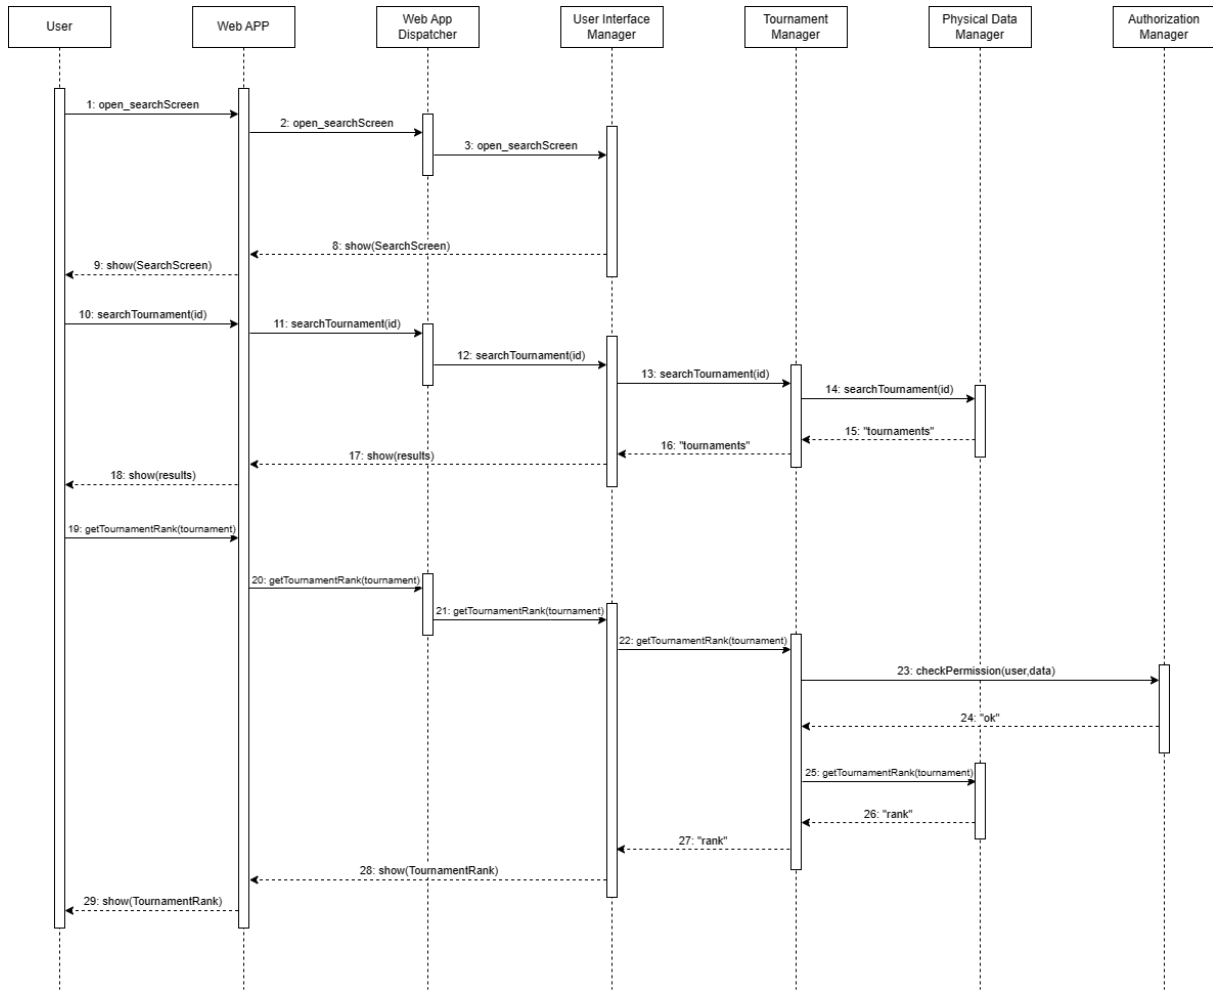 User
Web APP
Web App
Dispatcher
User Interface
Manager
Tournament
Manager
Physical Data
Manager
Authorization
Manager
1: open_searchScreen
2: open_searchScreen
3: open_searchScreen
8: show(SearchScreen)
9: show(SearchScreen)
10: searchTournament(id)
11: searchTournament(id)
12: searchTournament(id)
13: searchTournament(id)
14: searchTournament(id)
15: "tournaments"
16: "tournaments"
17: show(results)
18: show(results)
19: getTournamentRank(tournament)
20: getTournamentRank(tournament)
21: getTournamentRank(tournament)
22: getTournamentRank(tournament)
23: checkPermission(user,data)
24: "ok"
25: getTournamentRank(tournament)
26: "rank"
27: "rank"
28: show(TournamentRank)
29: show(TournamentRank)